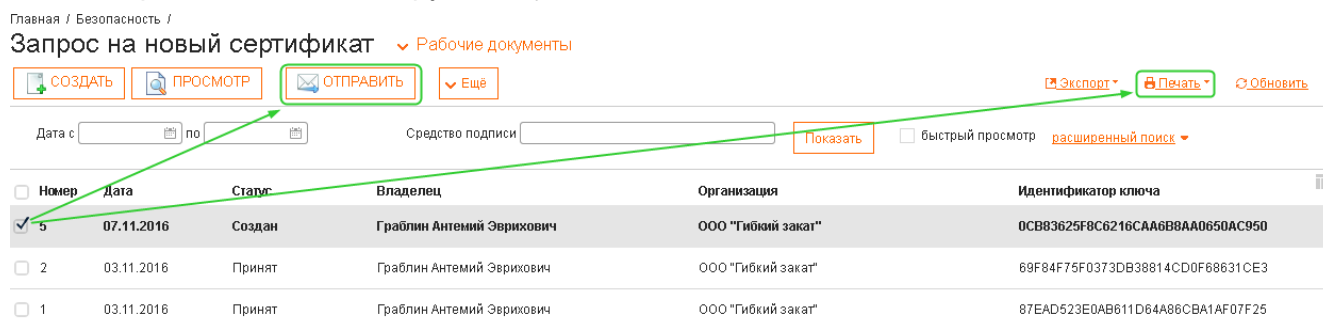 Главная / Безопасность /
Запрос на новый сертификат Рабочие документы
СОЗДАТЬ ПРОСМОТР ОТПРАВИТЬ Ещё Экспорт Печать Обновить
Дата с по Средство подписи Показать быстрый просмотр расширенный поиск
Номер Дата Статус Владелец Организация Идентификатор ключа
5 07.11.2016 Создан Граблин Антемий Эврихович ООО "Гибкий закат" 0CB83625F8C6216CAA6B8AA0650AC950
2 03.11.2016 Принят Граблин Антемий Эврихович ООО "Гибкий закат" 69F84F75F0373DB38814CD0F68631CE3
1 03.11.2016 Принят Граблин Антемий Эврихович ООО "Гибкий закат" 87EAD523E0AB611D64A86CBA1AF07F25